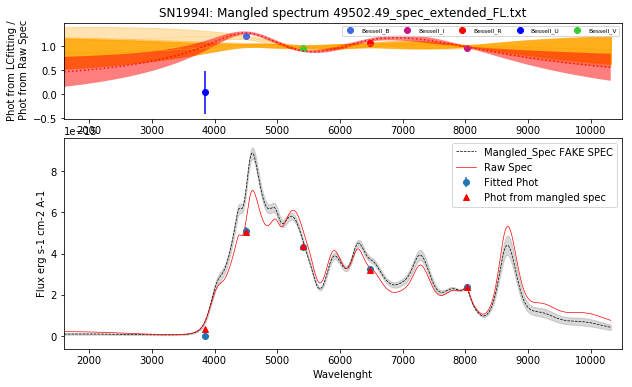 SN1994I: Mangled spectrum 49502.49_spec_extended_FL.txt
Phot from LCfitting /
Phot from Raw Spec
1.0
0.5
0.0
−0.5
Bessell_B
Bessell_I
Bessell_R
Bessell_U
Bessell_V
2000 3000 4000 5000 6000 7000 8000 9000 10000
Flux erg s-1 cm-2 A-1
8
6
4
2
0
Mangled_Spec FAKE SPEC
Raw Spec
Fitted Phot
Phot from mangled spec
2000 3000 4000 5000 6000 7000 8000 9000 10000
Wavelenght